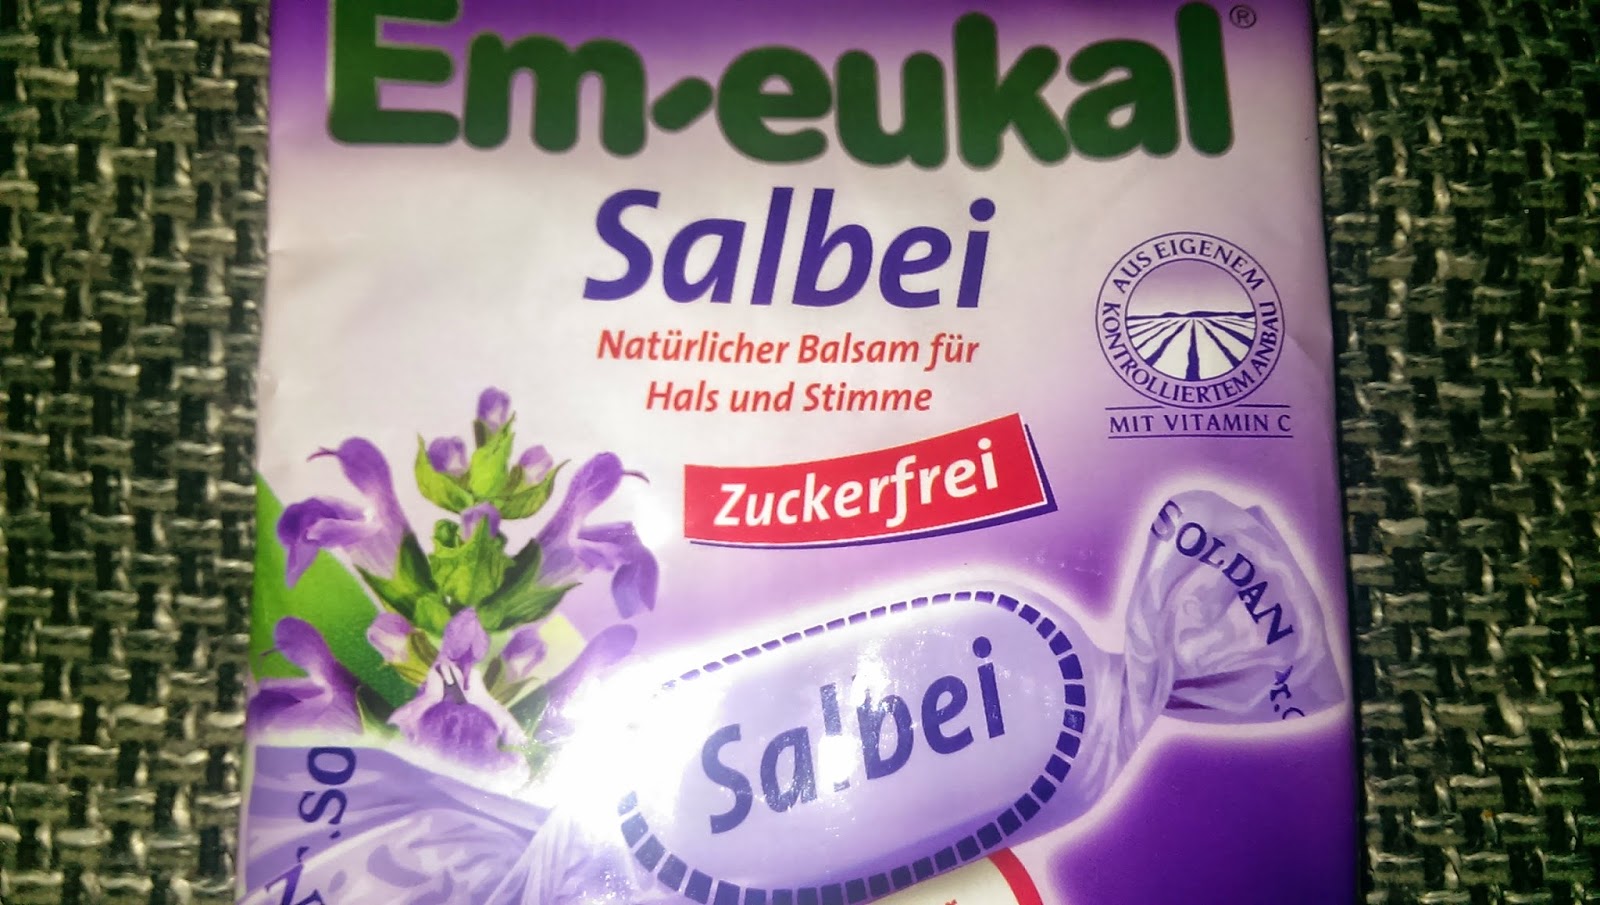 Em-eukal®
Salbei
Natürlicher Balsam für
Hals und Stimme
Zuckerfrei
AUS EIGENEM
KONTROLLIERTEM ANBAU
MIT VITAMIN C
SOLDAN
Salbei